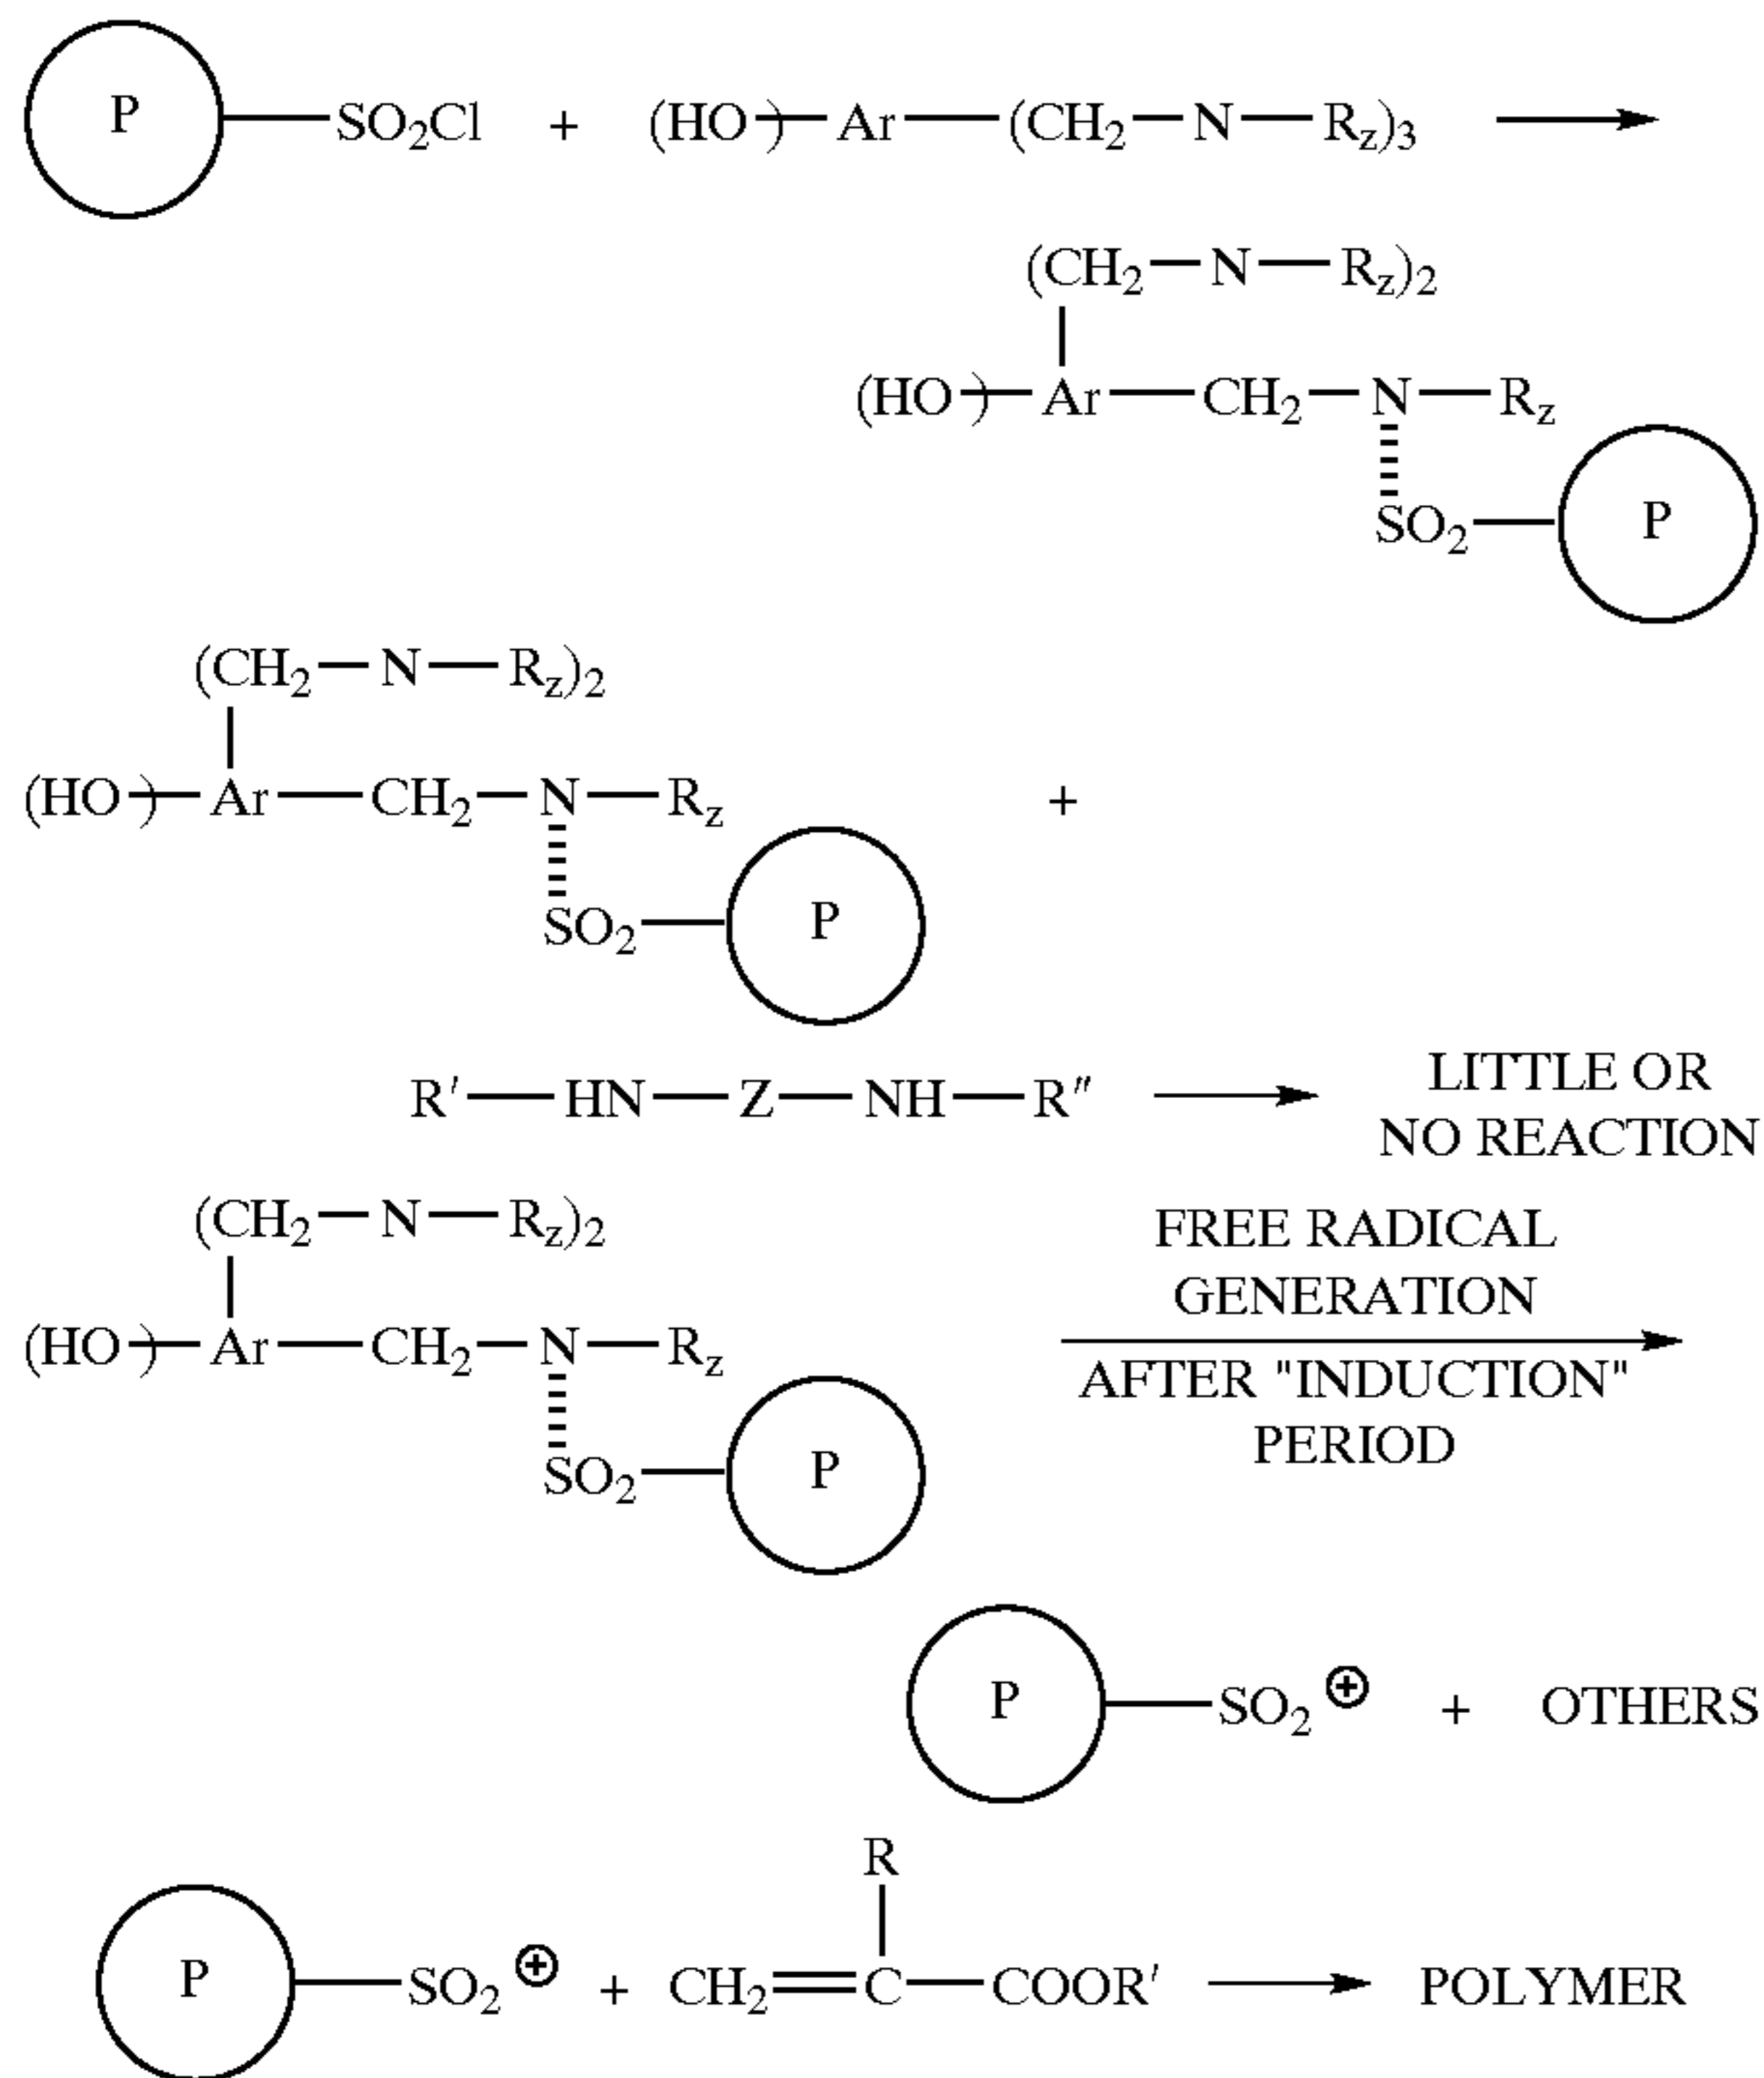 P—SO2Cl + (HO)—Ar—(CH2—N—Rz)3 →
(CH2—N—Rz)2
(HO)—Ar—CH2—N—Rz
SO2—P
(CH2—N—Rz)2
(HO)—Ar—CH2—N—Rz +
SO2—P
R'—HN—Z—NH—R" → LITTLE OR
NO REACTION
(CH2—N—Rz)2 FREE RADICAL
GENERATION
(HO)—Ar—CH2—N—Rz
AFTER "INDUCTION"
PERIOD
SO2—P
P—SO2⊕ + OTHERS
R
P—SO2⊕ + CH2=C—COOR' → POLYMER